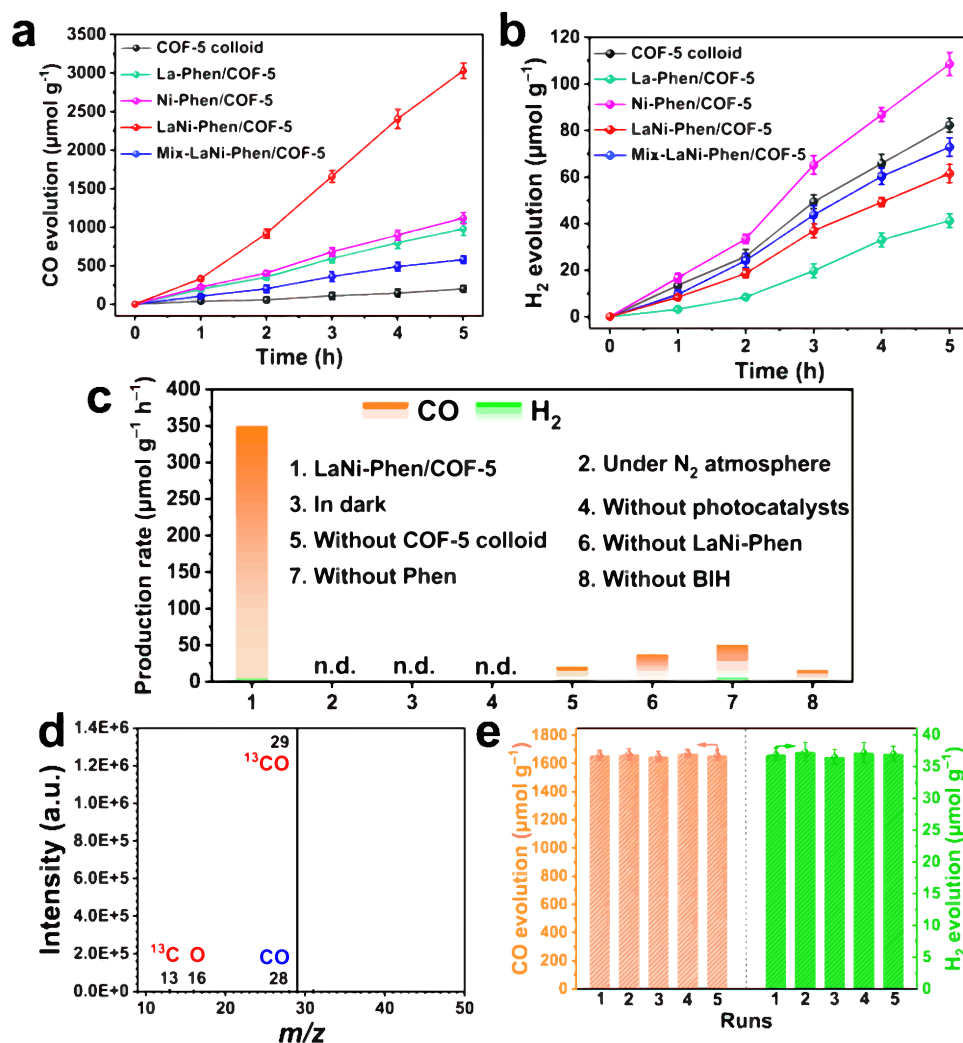 a
CO evolution (μmol g⁻¹)
3500
3000
2500
2000
1500
1000
500
0
COF-5 colloid
La-Phen/COF-5
Ni-Phen/COF-5
LaNi-Phen/COF-5
Mix-LaNi-Phen/COF-5
0 1 2 3 4 5
Time (h)
b
H₂ evolution (μmol g⁻¹)
120
100
80
60
40
20
0
COF-5 colloid
La-Phen/COF-5
Ni-Phen/COF-5
LaNi-Phen/COF-5
Mix-LaNi-Phen/COF-5
0 1 2 3 4 5
Time (h)
c
Production rate (μmol g⁻¹ h⁻¹)
400
350
300
250
200
150
100
50
0
CO H₂
1. LaNi-Phen/COF-5 2. Under N₂ atmosphere
3. In dark 4. Without photocatalysts
5. Without COF-5 colloid 6. Without LaNi-Phen
7. Without Phen 8. Without BIH
n.d. n.d. n.d.
1 2 3 4 5 6 7 8
d
Intensity (a.u.)
1.4E+6
1.2E+6
1.0E+6
8.0E+5
6.0E+5
4.0E+5
2.0E+5
0.0E+0
29
¹³CO
¹³C O CO
13 16 28
10 20 30 40 50
m/z
e
CO evolution (μmol g⁻¹)
1800
1600
1400
1200
1000
800
600
400
200
0
H₂ evolution (μmol g⁻¹)
40
35
30
25
20
15
10
5
0
1 2 3 4 5 1 2 3 4 5
Runs